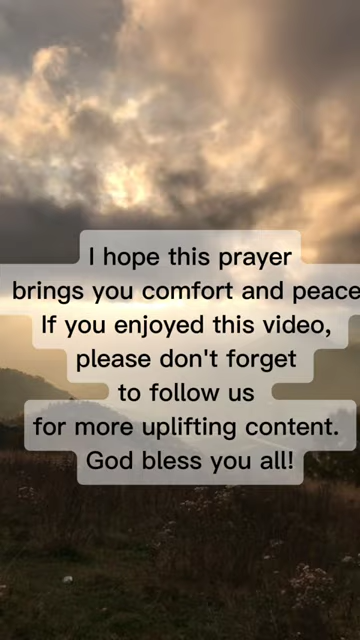 I hope this prayer
brings you comfort and peace
If you enjoyed this video,
please don't forget
to follow us
for more uplifting content.
God bless you all!